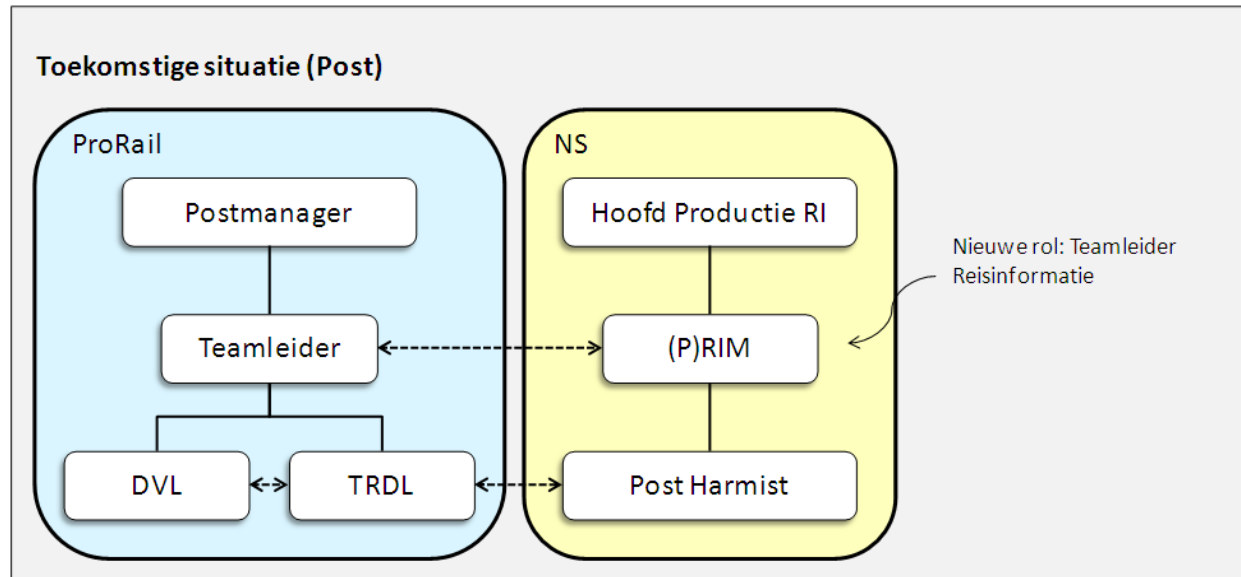 Toekomstige situatie (Post)
ProRail
NS
Postmanager
Hoofd Productie RI
Nieuwe rol: Teamleider
Reisinformatie
Teamleider
(P)RIM
DVL
TRDL
Post Harmist